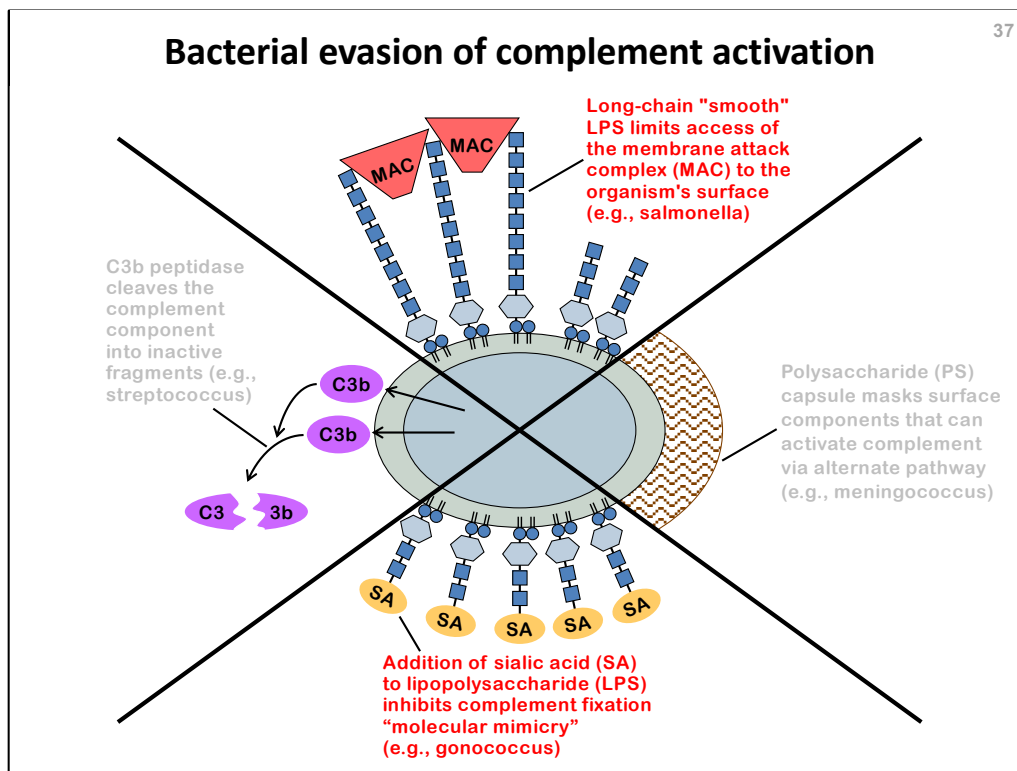 37
Bacterial evasion of complement activation
Long-chain "smooth"
LPS limits access of
the membrane attack
complex (MAC) to the
organism's surface
(e.g., salmonella)
MAC
MAC
C3b peptidase
cleaves the
complement
component
into inactive
fragments (e.g.,
streptococcus)
Polysaccharide (PS)
capsule masks surface
components that can
activate complement
via alternate pathway
(e.g., meningococcus)
C3b
C3b
C3
3b
SA
SA
SA
SA
SA
Addition of sialic acid (SA)
to lipopolysaccharide (LPS)
inhibits complement fixation
“molecular mimicry”
(e.g., gonococcus)